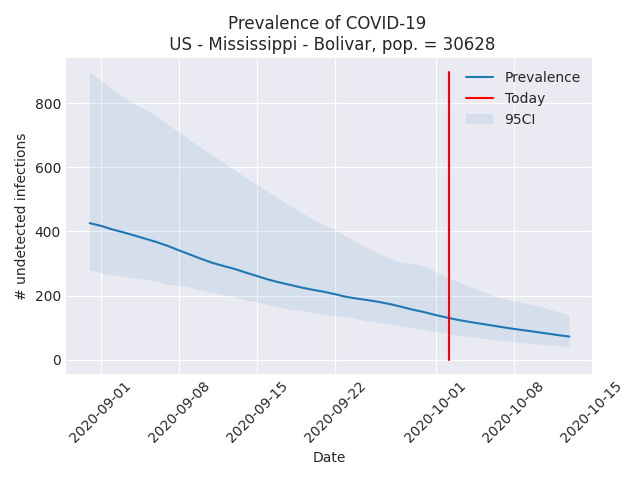 Prevalence of COVID-19
US - Mississippi - Bolivar, pop. = 30628
Prevalence
Today
95CI
# undetected infections
800
600
400
200
0
2020-09-01
2020-09-08
2020-09-15
2020-09-22
2020-10-01
2020-10-08
2020-10-15
Date